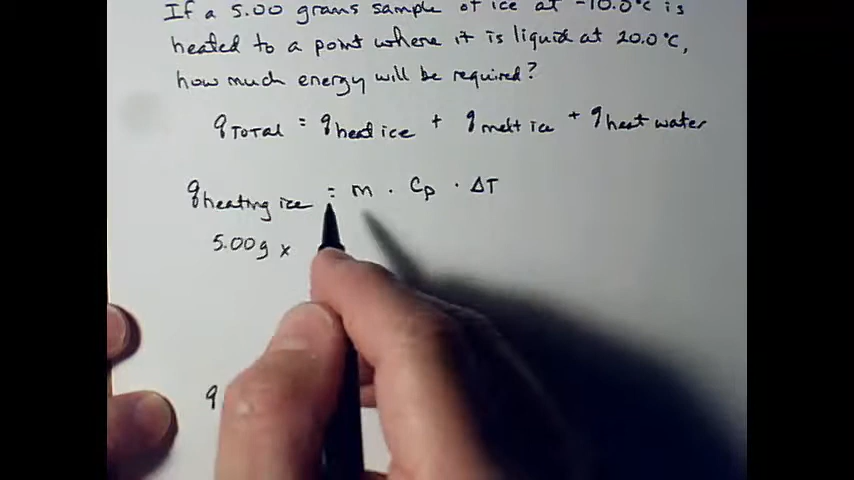 If a 5.00 grams sample of ice at -10.0°C is
heated to a point where it is liquid at 20.0°C,
how much energy will be required?
qTotal = qheat ice + qmelt ice + qheat water
qheating ice = m · Cp · ΔT
5.00g x
q